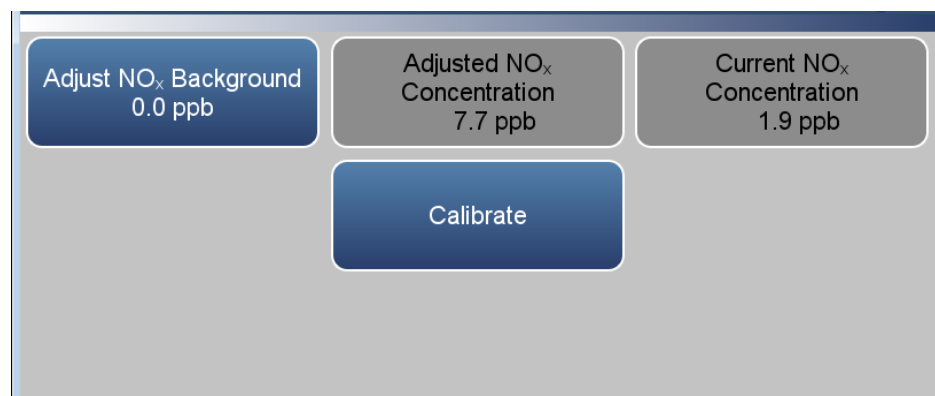 Adjust NOₓ Background
0.0 ppb
Adjusted NOₓ
Concentration
7.7 ppb
Current NOₓ
Concentration
1.9 ppb
Calibrate